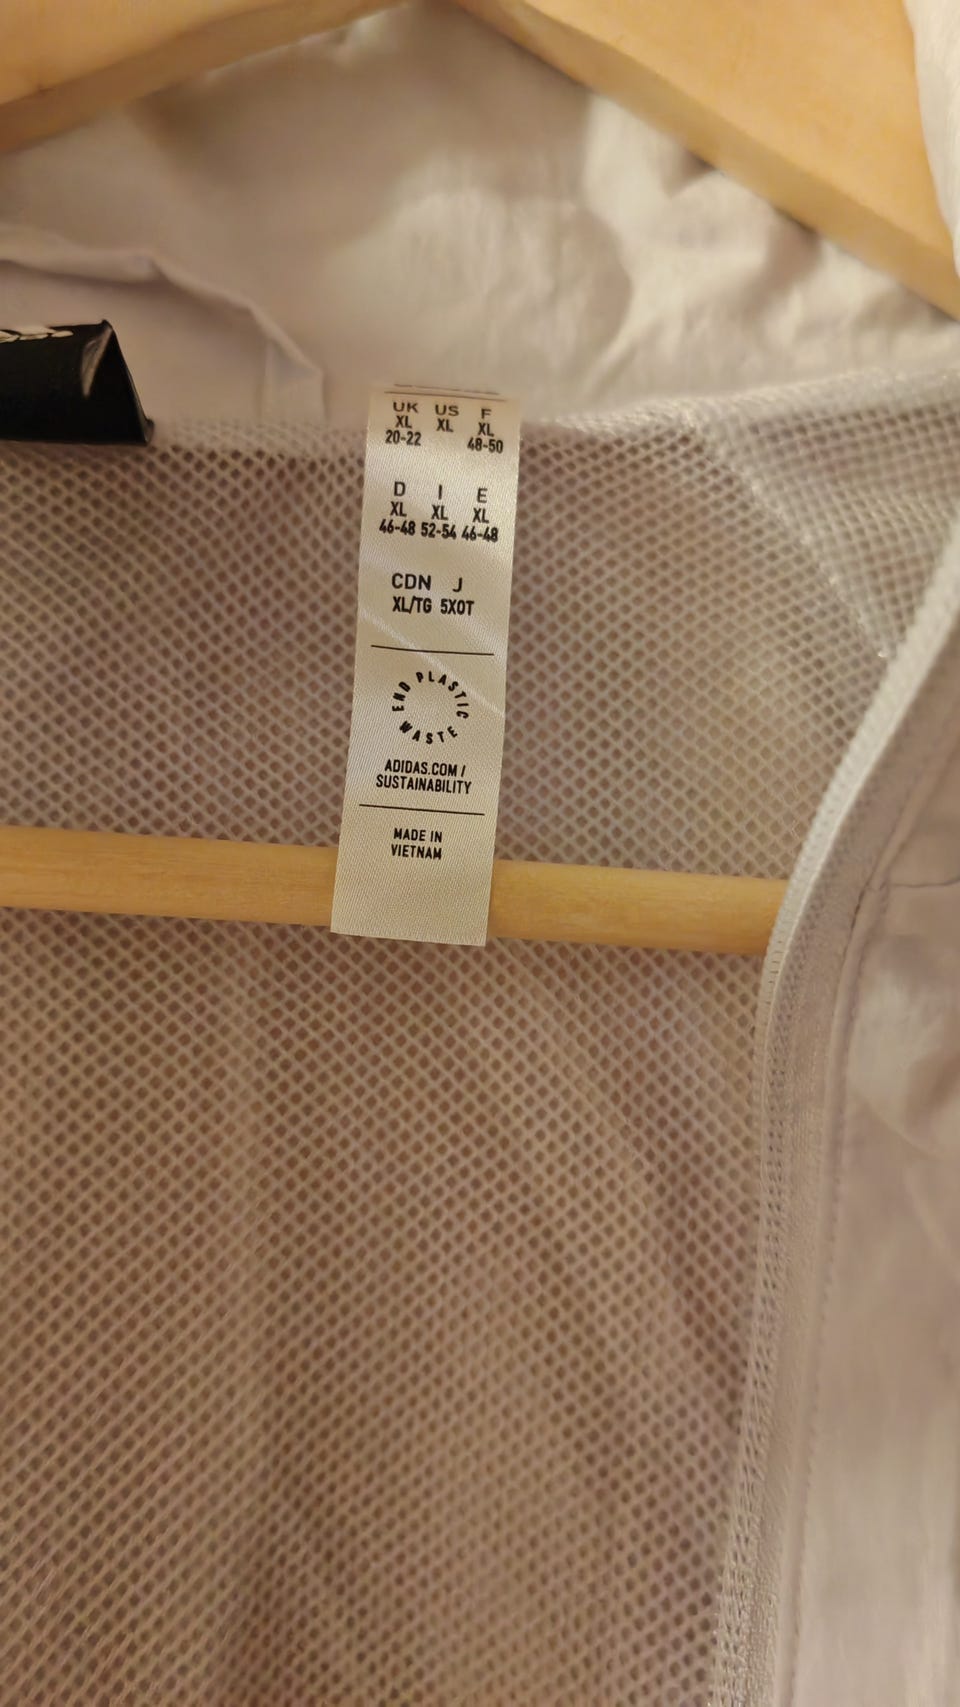 UK US F
XL XL XL
20-22 48-50
D I E
XL XL XL
46-48 52-54 46-48
CDN J
XL/TG 5XOT
END PLASTIC WASTE
ADIDAS.COM /
SUSTAINABILITY
MADE IN
VIETNAM